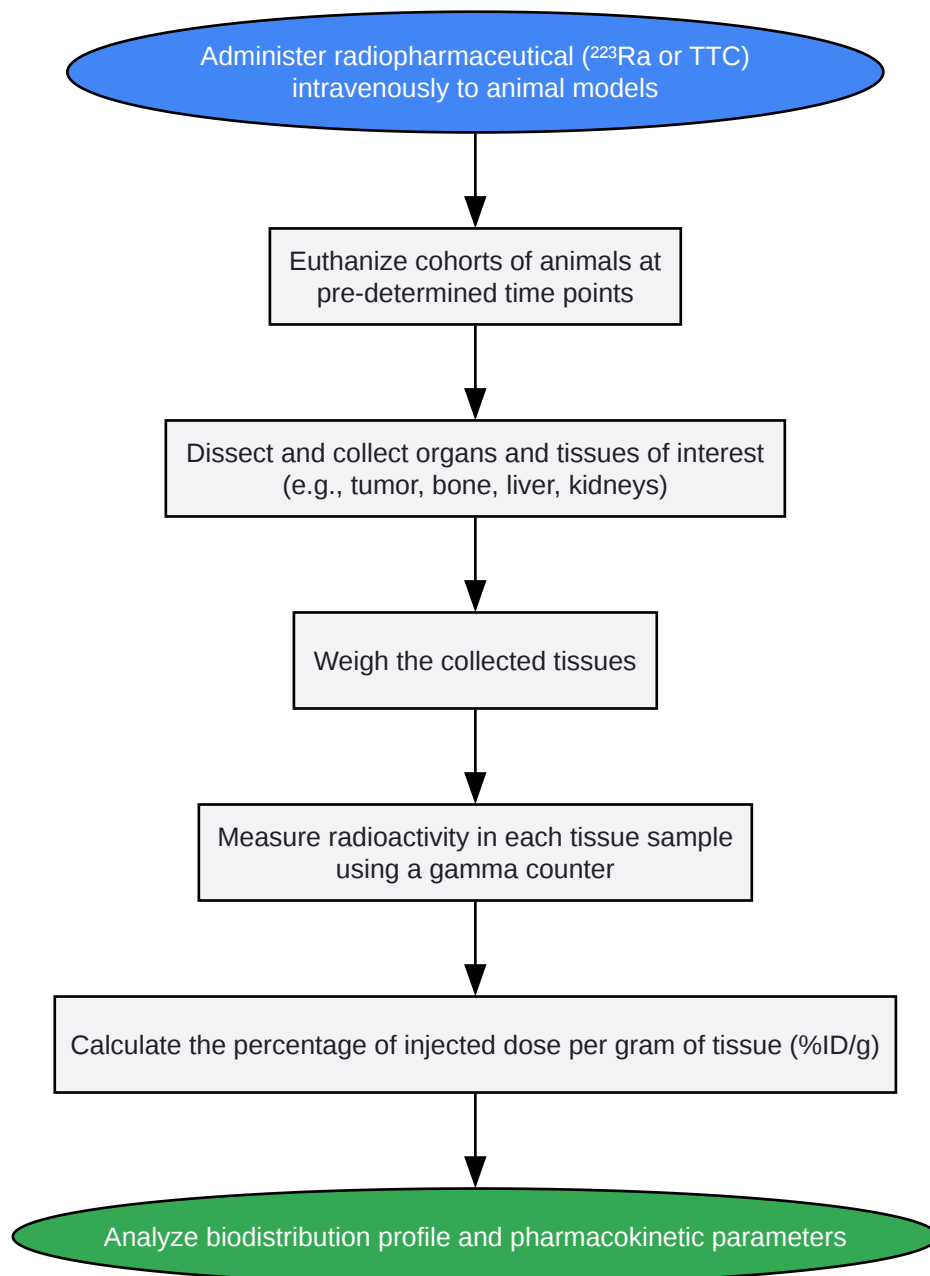 Administer radiopharmaceutical (²²³Ra or TTC)
intravenously to animal models
Euthanize cohorts of animals at
pre-determined time points
Dissect and collect organs and tissues of interest
(e.g., tumor, bone, liver, kidneys)
Weigh the collected tissues
Measure radioactivity in each tissue sample
using a gamma counter
Calculate the percentage of injected dose per gram of tissue (%ID/g)
Analyze biodistribution profile and pharmacokinetic parameters